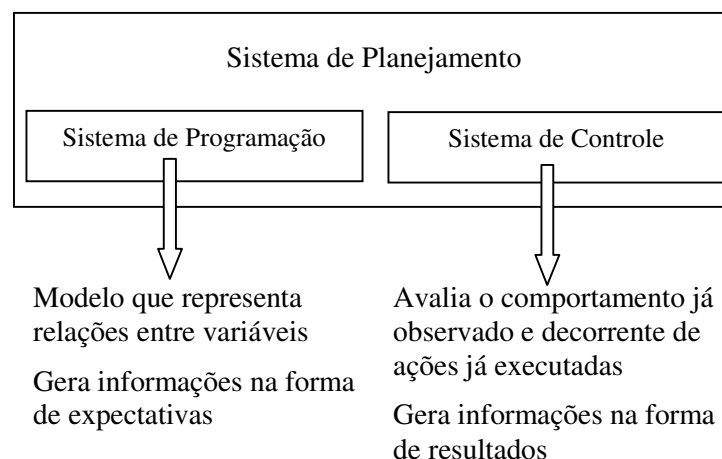 Sistema de Planejamento
Sistema de Programação
Sistema de Controle
Modelo que representa
relações entre variáveis
Gera informações na forma
de expectativas
Avalia o comportamento já
observado e decorrente de
ações já executadas
Gera informações na forma
de resultados